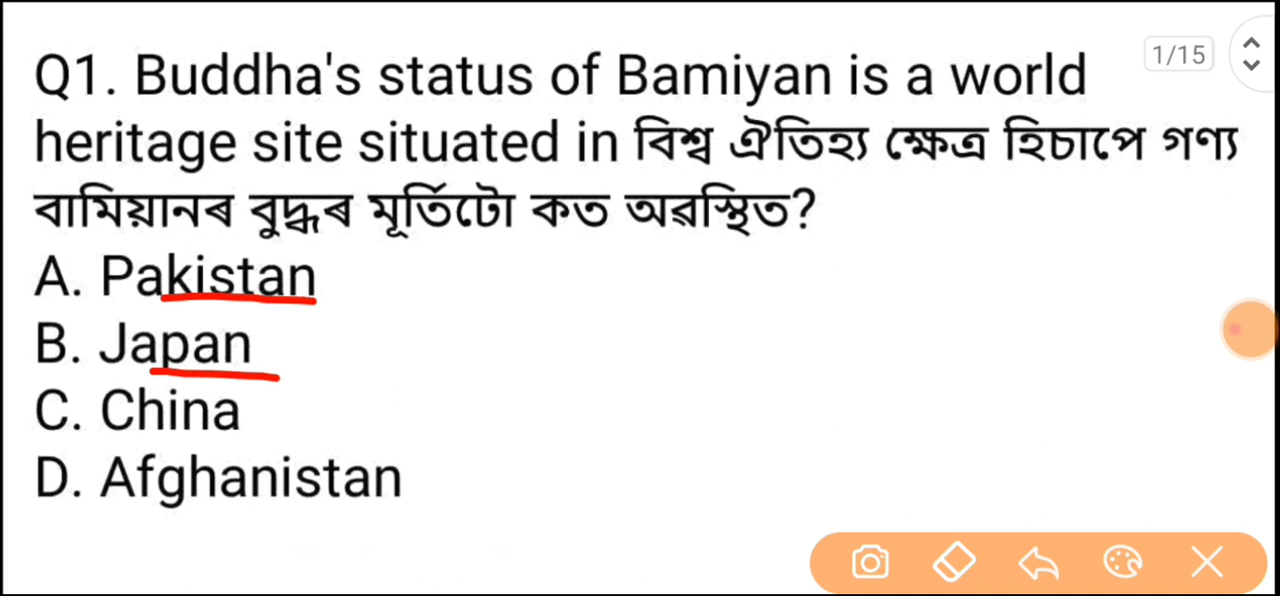 Q1. Buddha's status of Bamiyan is a world
1/15
heritage site situated in বিশ্ব ঐতিহ্য ক্ষেত্ৰ হিচাপে গণ্য
বামিয়ানৰ বুদ্ধৰ মূৰ্তিটো কত অৱস্থিত?
A. Pakistan
B. Japan
C. China
D. Afghanistan